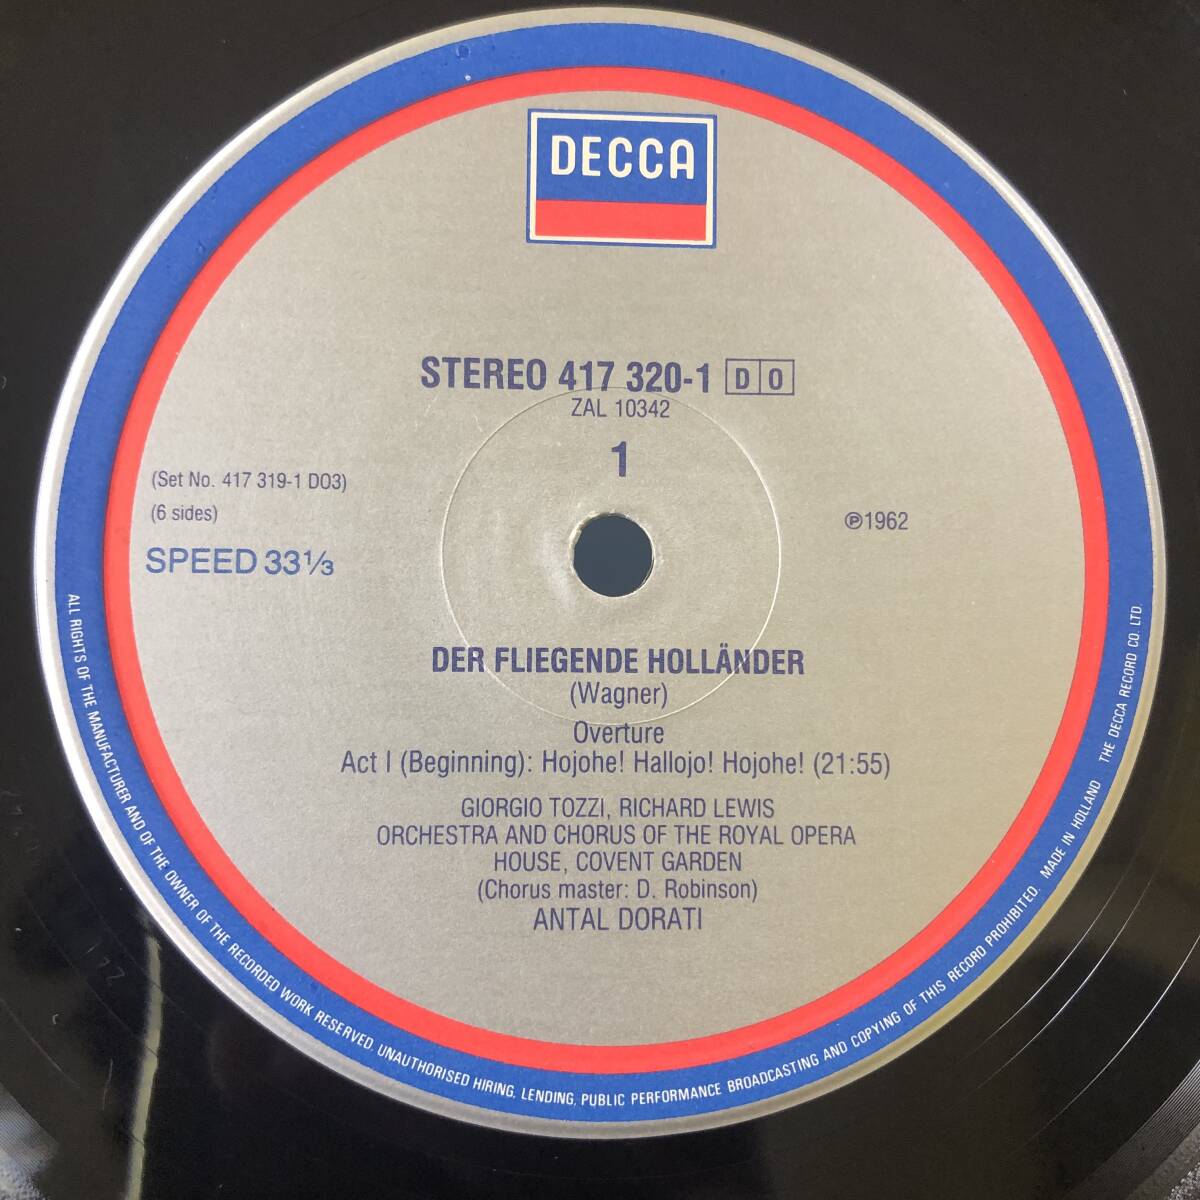 DECCA
STEREO 417 320-1 D O
ZAL 10342
1
(Set No. 417 319-1 DO3)
(6 sides)
SPEED 33⅓
℗1962
DER FLIEGENDE HOLLÄNDER
(Wagner)
Overture
Act I (Beginning): Hojohe! Hallojo! Hojohe! (21:55)
GIORGIO TOZZI, RICHARD LEWIS
ORCHESTRA AND CHORUS OF THE ROYAL OPERA
HOUSE, COVENT GARDEN
(Chorus master: D. Robinson)
ANTAL DORATI
ALL RIGHTS OF THE MANUFACTURER AND OF THE OWNER OF THE RECORDED WORK RESERVED. UNAUTHORISED HIRING, LENDING, PUBLIC PERFORMANCE BROADCASTING AND COPYING OF THIS RECORD PROHIBITED. MADE IN HOLLAND THE DECCA RECORD CO. LTD.